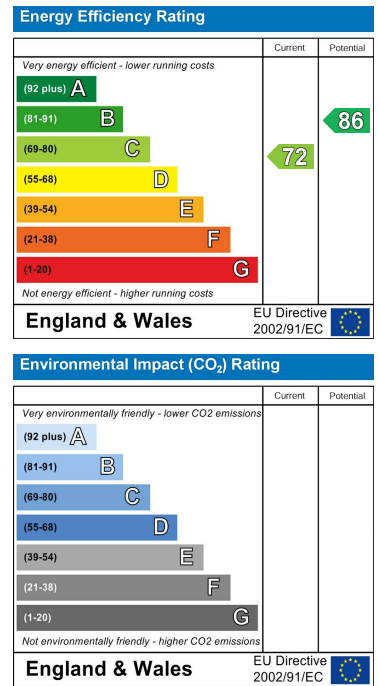 Energy Efficiency Rating
Current Potential
Very energy efficient - lower running costs
(92 plus) A
(81-91) B
(69-80) C
(55-68) D
(39-54) E
(21-38) F
(1-20) G
72
86
Not energy efficient - higher running costs
England & Wales
EU Directive
2002/91/EC
Environmental Impact (CO₂) Rating
Current Potential
Very environmentally friendly - lower CO2 emissions
(92 plus) A
(81-91) B
(69-80) C
(55-68) D
(39-54) E
(21-38) F
(1-20) G
Not environmentally friendly - higher CO2 emissions
England & Wales
EU Directive
2002/91/EC